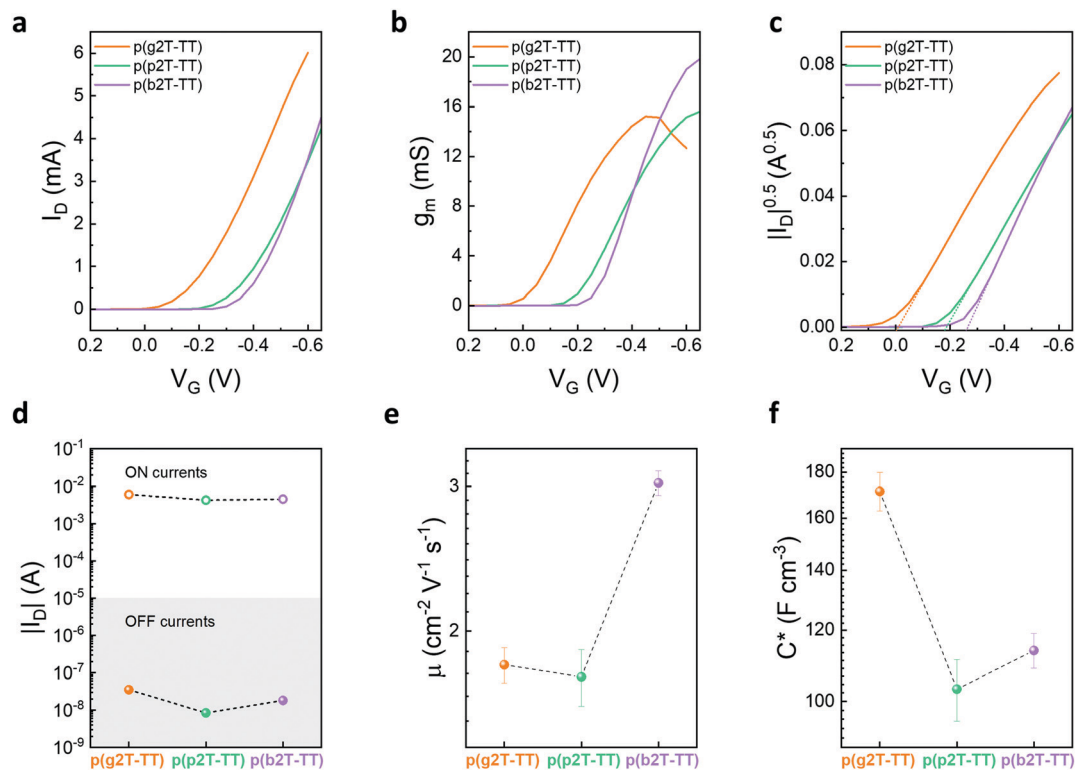 a
p(g2T-TT)
p(p2T-TT)
p(b2T-TT)
6
5
4
3
2
1
0
I_D (mA)
0.2 0.0 -0.2 -0.4 -0.6
V_G (V)
b
p(g2T-TT)
p(p2T-TT)
p(b2T-TT)
20
16
12
8
4
0
g_m (mS)
0.2 0.0 -0.2 -0.4 -0.6
V_G (V)
c
p(g2T-TT)
p(p2T-TT)
p(b2T-TT)
0.08
0.06
0.04
0.02
0.00
|I_D|^0.5 (A^0.5)
0.2 0.0 -0.2 -0.4 -0.6
V_G (V)
d
ON currents
OFF currents
10^-1
10^-2
10^-3
10^-4
10^-5
10^-6
10^-7
10^-8
10^-9
|I_D| (A)
p(g2T-TT) p(p2T-TT) p(b2T-TT)
e
3
2
μ (cm^-2 V^-1 s^-1)
p(g2T-TT) p(p2T-TT) p(b2T-TT)
f
180
160
140
120
100
C* (F cm^-3)
p(g2T-TT) p(p2T-TT) p(b2T-TT)